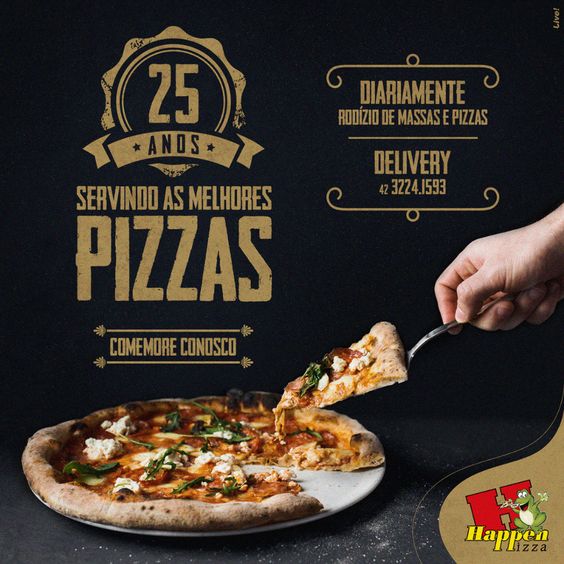 25
ANOS
SERVINDO AS MELHORES
PIZZAS
COMEMORE CONOSCO
DIARIAMENTE
RODÍZIO DE MASSAS E PIZZAS
DELIVERY
42 3224.1593
Live!
H
Happen
Pizza